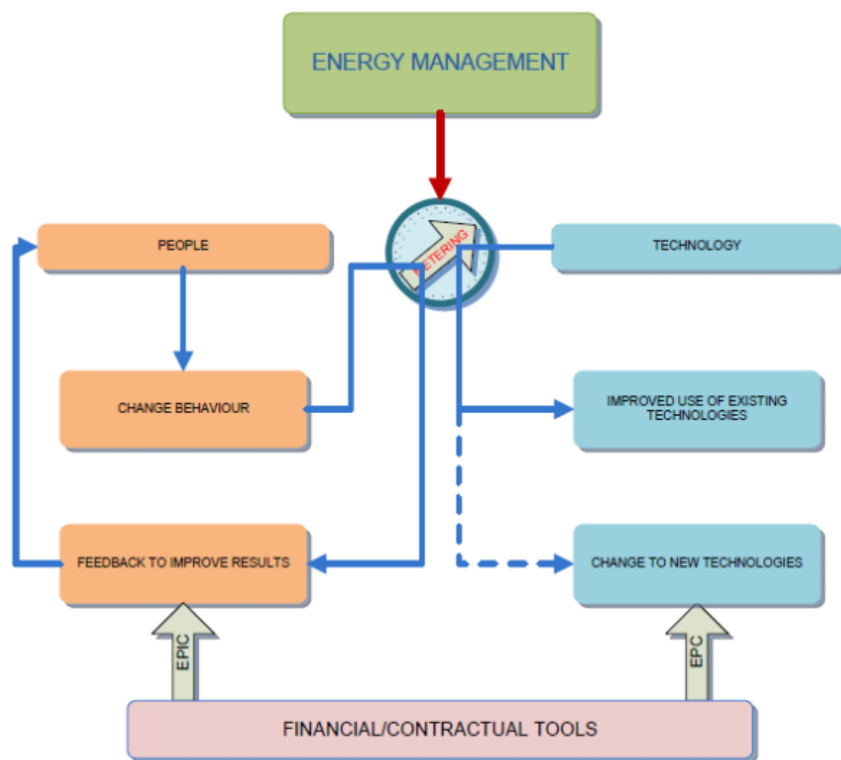 ENERGY MANAGEMENT
METERING
PEOPLE
TECHNOLOGY
CHANGE BEHAVIOUR
IMPROVED USE OF EXISTING
TECHNOLOGIES
FEEDBACK TO IMPROVE RESULTS
CHANGE TO NEW TECHNOLOGIES
EPIC
EPC
FINANCIAL/CONTRACTUAL TOOLS